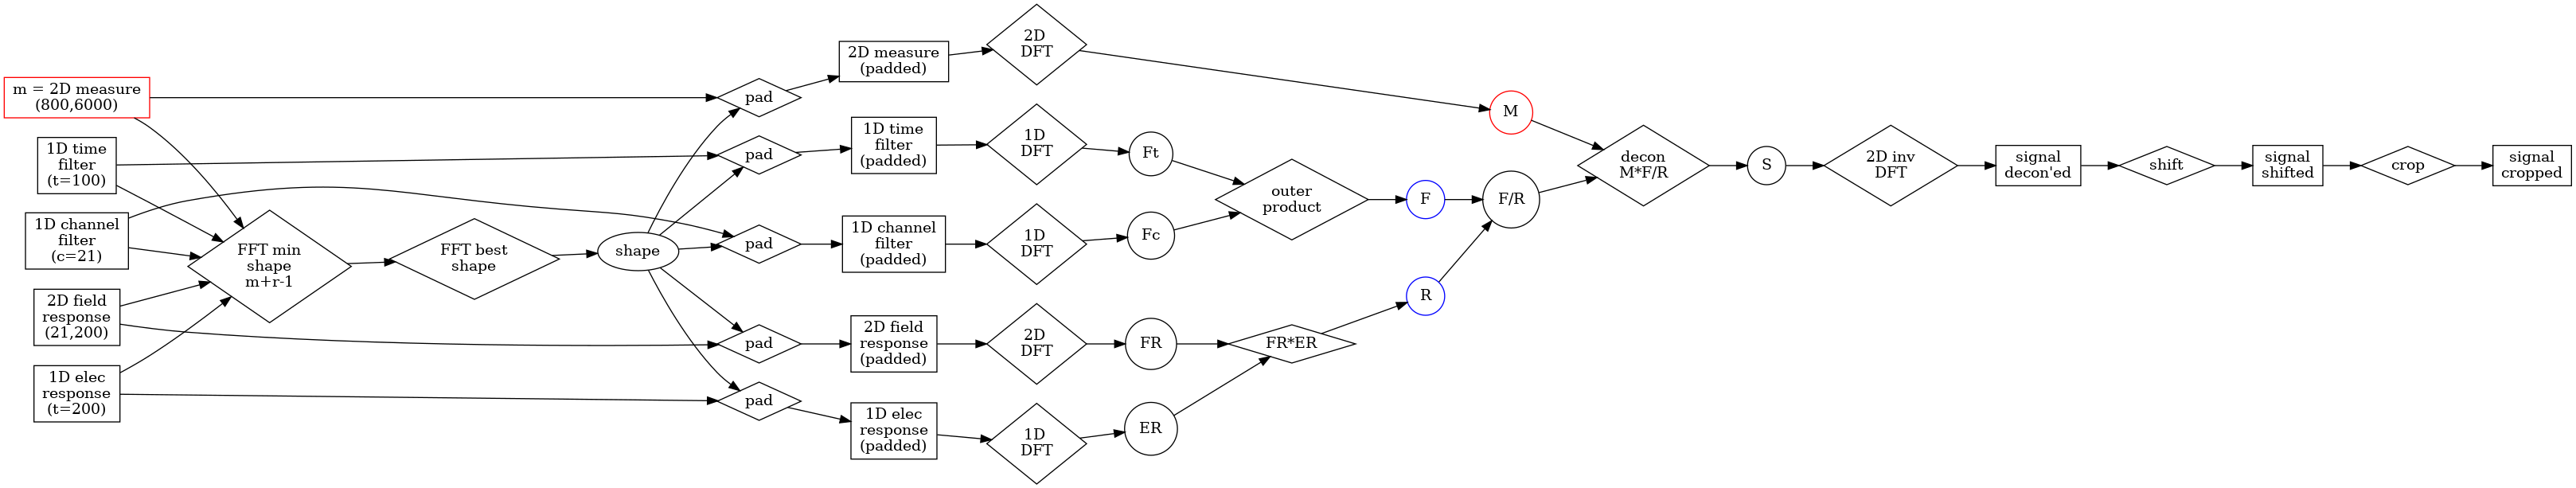 m = 2D measure
(800,6000)
1D time
filter
(t=100)
1D channel
filter
(c=21)
2D field
response
(21,200)
1D elec
response
(t=200)
FFT min
shape
m+r-1
FFT best
shape
shape
pad
pad
pad
pad
pad
2D measure
(padded)
1D time
filter
(padded)
1D channel
filter
(padded)
2D field
response
(padded)
1D elec
response
(padded)
2D
DFT
1D
DFT
1D
DFT
2D
DFT
1D
DFT
Ft
Fc
FR
ER
outer
product
FR*ER
F
R
M
F/R
decon
M*F/R
S
2D inv
DFT
signal
decon'ed
shift
signal
shifted
crop
signal
cropped